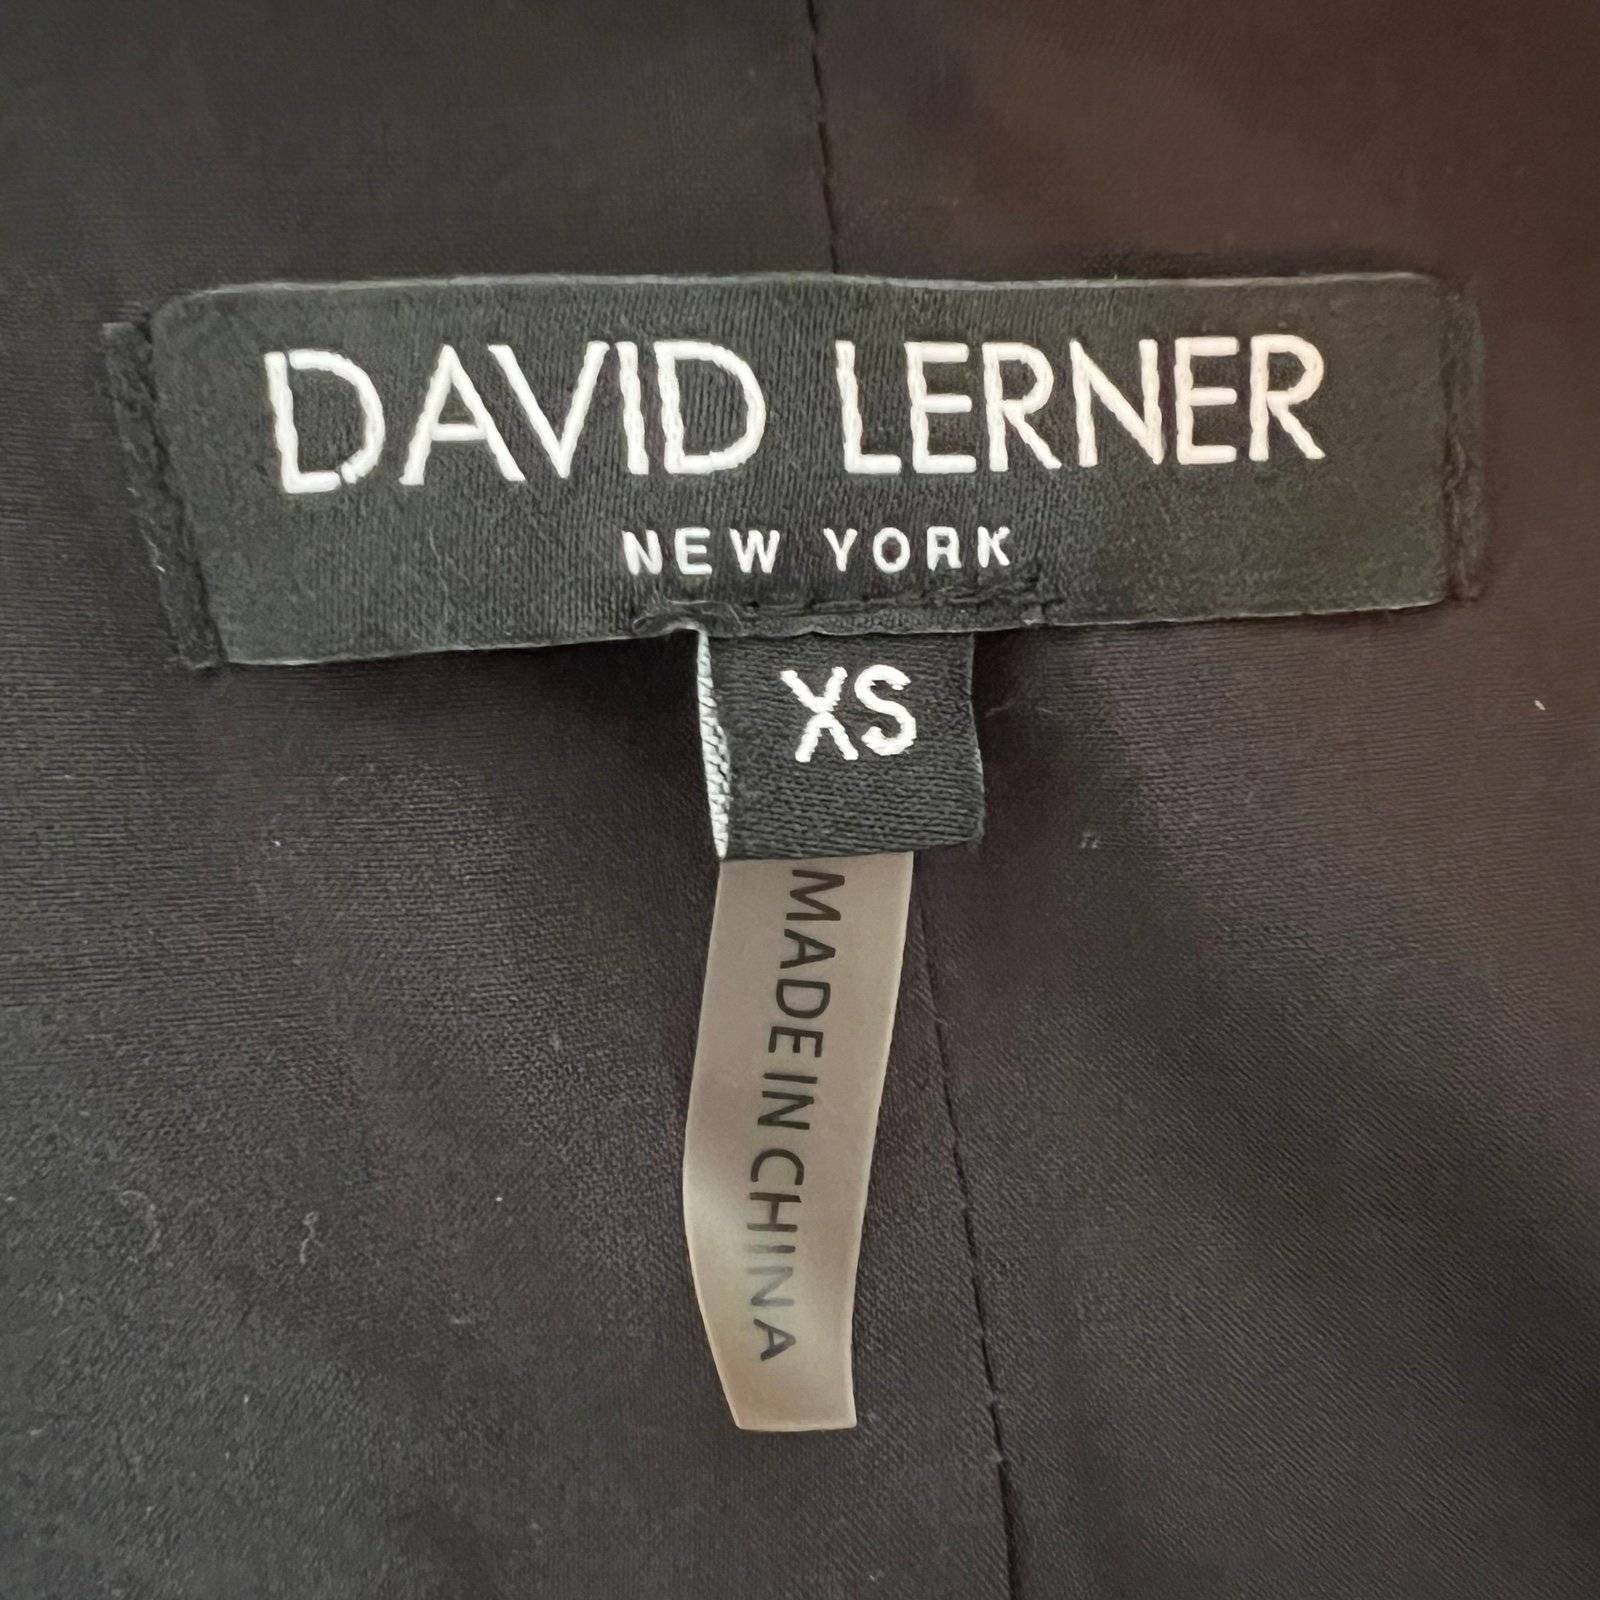 DAVID LERNER
NEW YORK
XS
MADE IN CHINA